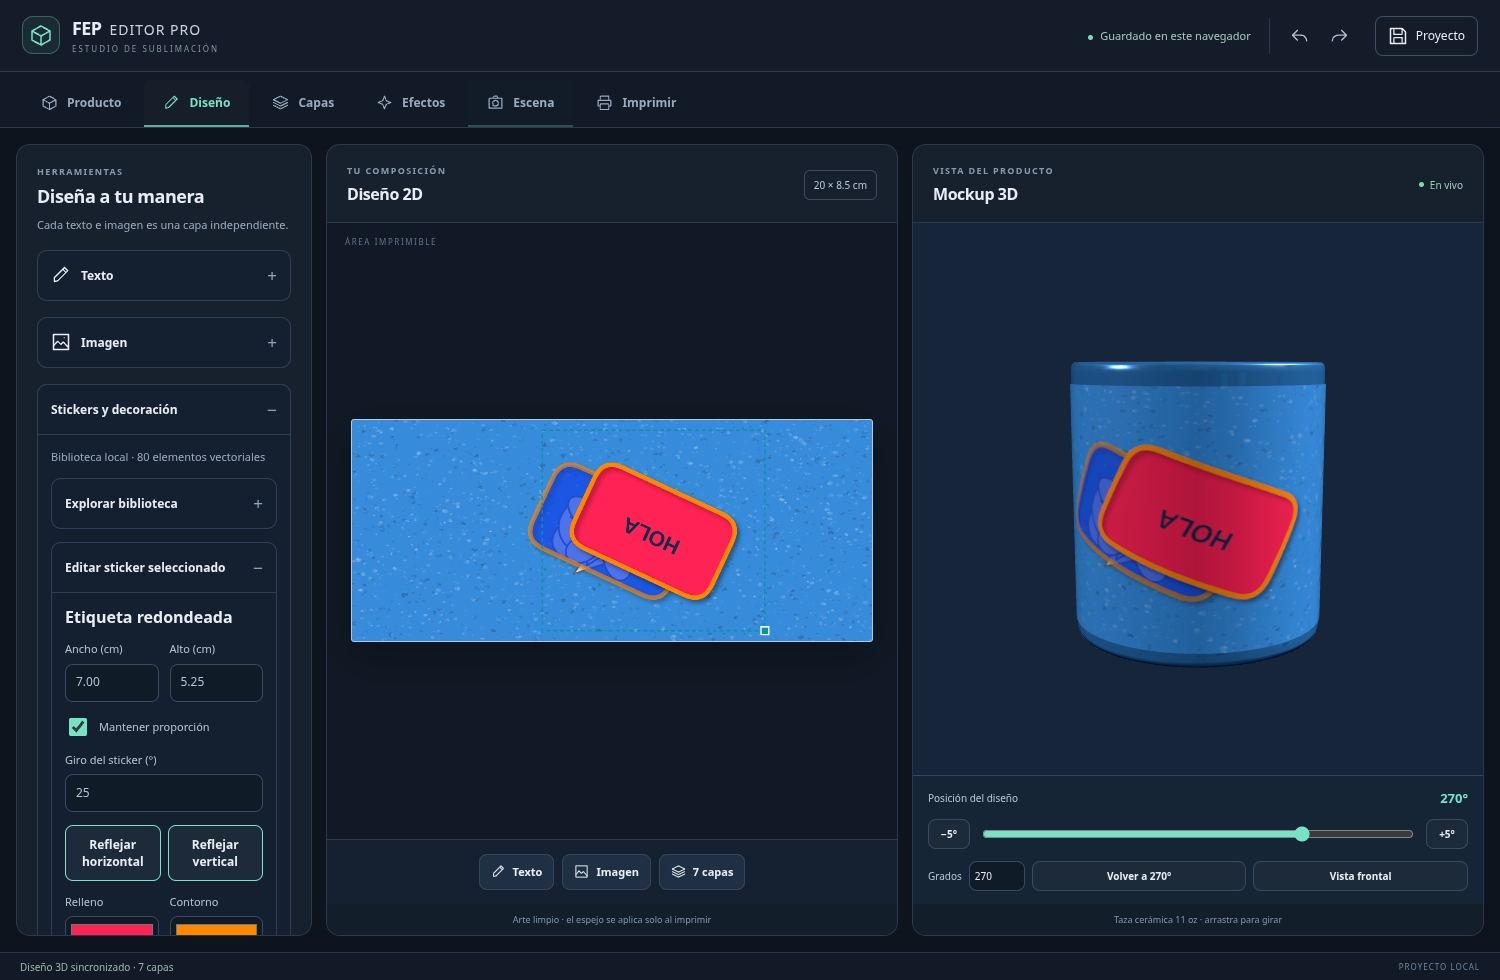 FEP EDITOR PRO
ESTUDIO DE SUBLIMACIÓN
Guardado en este navegador
Proyecto
Producto
Diseño
Capas
Efectos
Escena
Imprimir
HERRAMIENTAS
Diseña a tu manera
Cada texto e imagen es una capa independiente.
Texto
+
Imagen
+
Stickers y decoración
−
Biblioteca local · 80 elementos vectoriales
Explorar biblioteca
+
Editar sticker seleccionado
−
Etiqueta redondeada
Ancho (cm) Alto (cm)
7.00 5.25
Mantener proporción
Giro del sticker (°)
25
Reflejar horizontal
Reflejar vertical
Relleno Contorno
TU COMPOSICIÓN
Diseño 2D
20 × 8.5 cm
ÁREA IMPRIMIBLE
HOLA
Texto
Imagen
7 capas
Arte limpio · el espejo se aplica solo al imprimir
VISTA DEL PRODUCTO
Mockup 3D
En vivo
HOLA
Posición del diseño
270°
−5°
+5°
Grados 270
Volver a 270°
Vista frontal
Taza cerámica 11 oz · arrastra para girar
Diseño 3D sincronizado · 7 capas
PROYECTO LOCAL